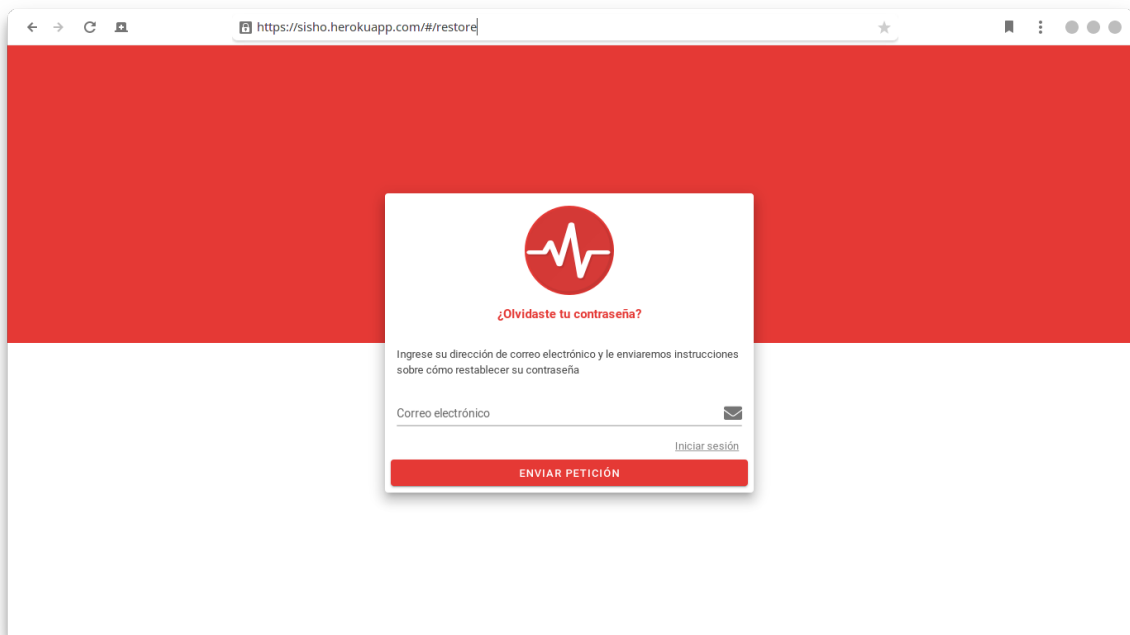 https://sisho.herokuapp.com/#/restore
¿Olvidaste tu contraseña?
Ingrese su dirección de correo electrónico y le enviaremos instrucciones
sobre cómo restablecer su contraseña
Correo electrónico
Iniciar sesión
ENVIAR PETICIÓN